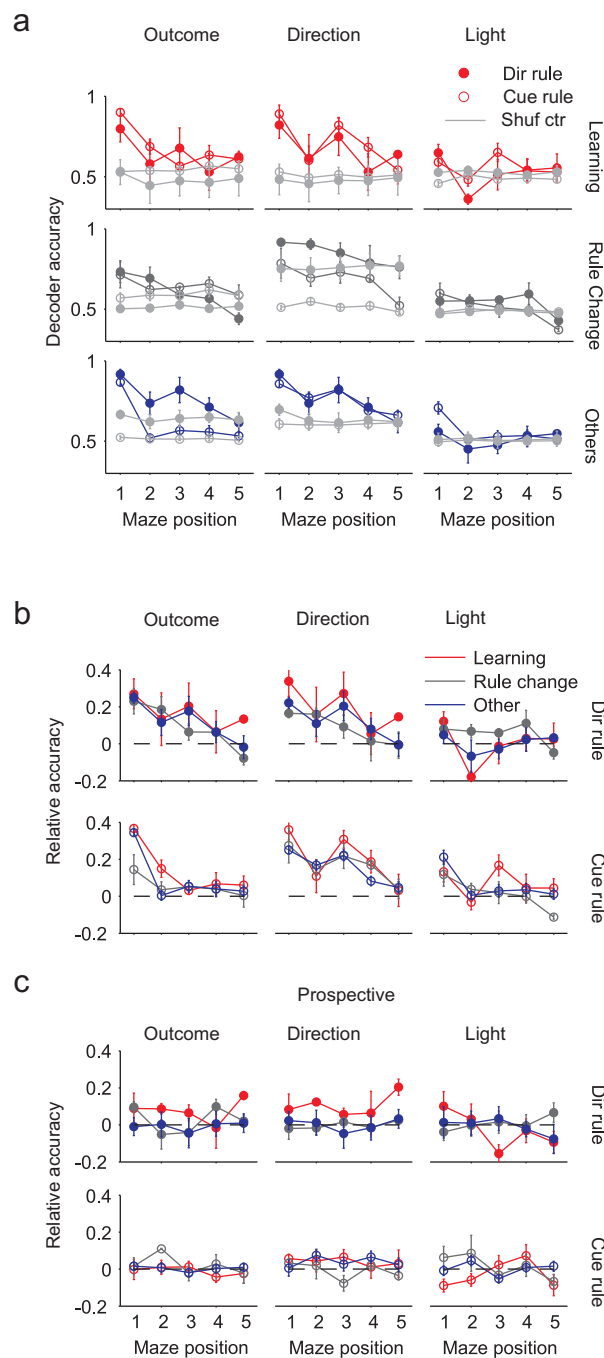 a
Outcome Direction Light
Dir rule
Cue rule
Shuf ctr
1
0.5
Learning
1
0.5
Rule Change
1
0.5
Others
Decoder accuracy
1 2 3 4 5 1 2 3 4 5 1 2 3 4 5
Maze position Maze position Maze position
b
Outcome Direction Light
Learning
Rule change
Other
0.4
0.2
0
-0.2
Dir rule
0.4
0.2
0
-0.2
Cue rule
Relative accuracy
c
Prospective
Outcome Direction Light
0.4
0.2
0
-0.2
Dir rule
0.4
0.2
0
-0.2
Cue rule
Relative accuracy
1 2 3 4 5 1 2 3 4 5 1 2 3 4 5
Maze position Maze position Maze position